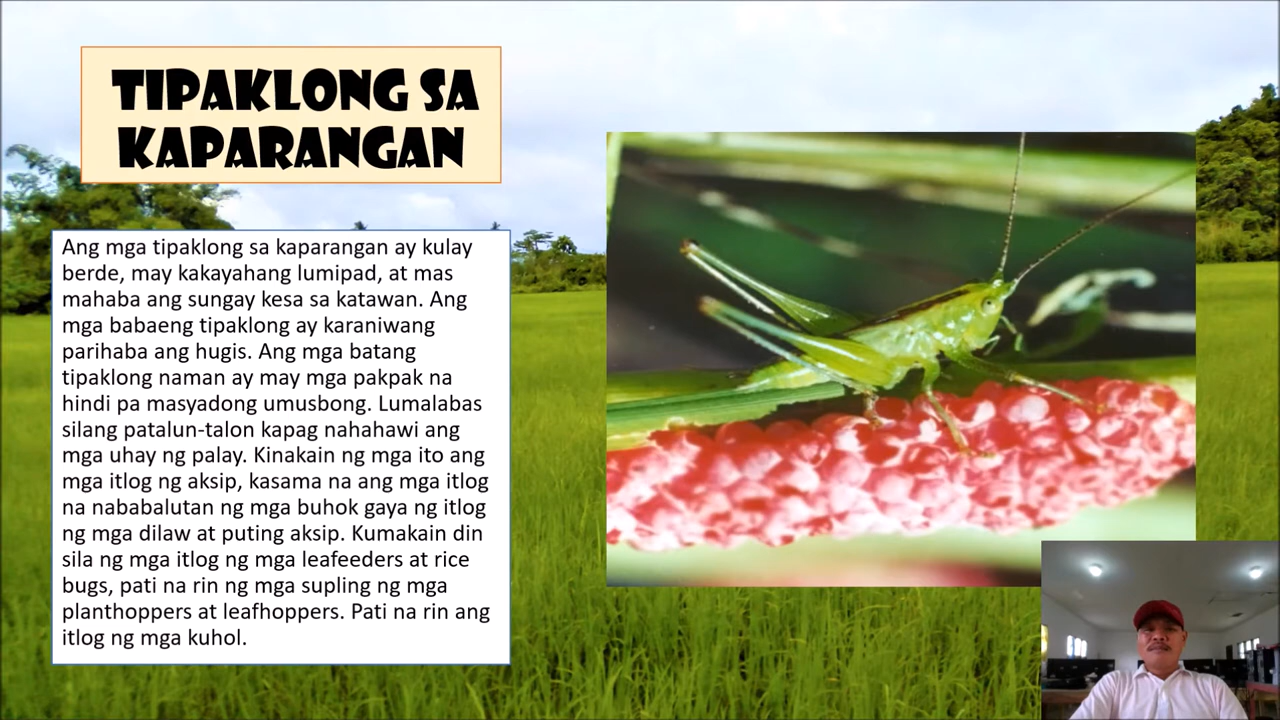 TIPAKLONG SA
KAPARANGAN
Ang mga tipaklong sa kaparangan ay kulay
berde, may kakayahang lumipad, at mas
mahaba ang sungay kesa sa katawan. Ang
mga babaeng tipaklong ay karaniwang
parihaba ang hugis. Ang mga batang
tipaklong naman ay may mga pakpak na
hindi pa masyadong umusbong. Lumalabas
silang patalun-talon kapag nahahawi ang
mga uhay ng palay. Kinakain ng mga ito ang
mga itlog ng aksip, kasama na ang mga itlog
na nababalutan ng mga buhok gaya ng itlog
ng mga dilaw at puting aksip. Kumakain din
sila ng mga itlog ng mga leafeeders at rice
bugs, pati na rin ng mga supling ng mga
planthoppers at leafhoppers. Pati na rin ang
itlog ng mga kuhol.